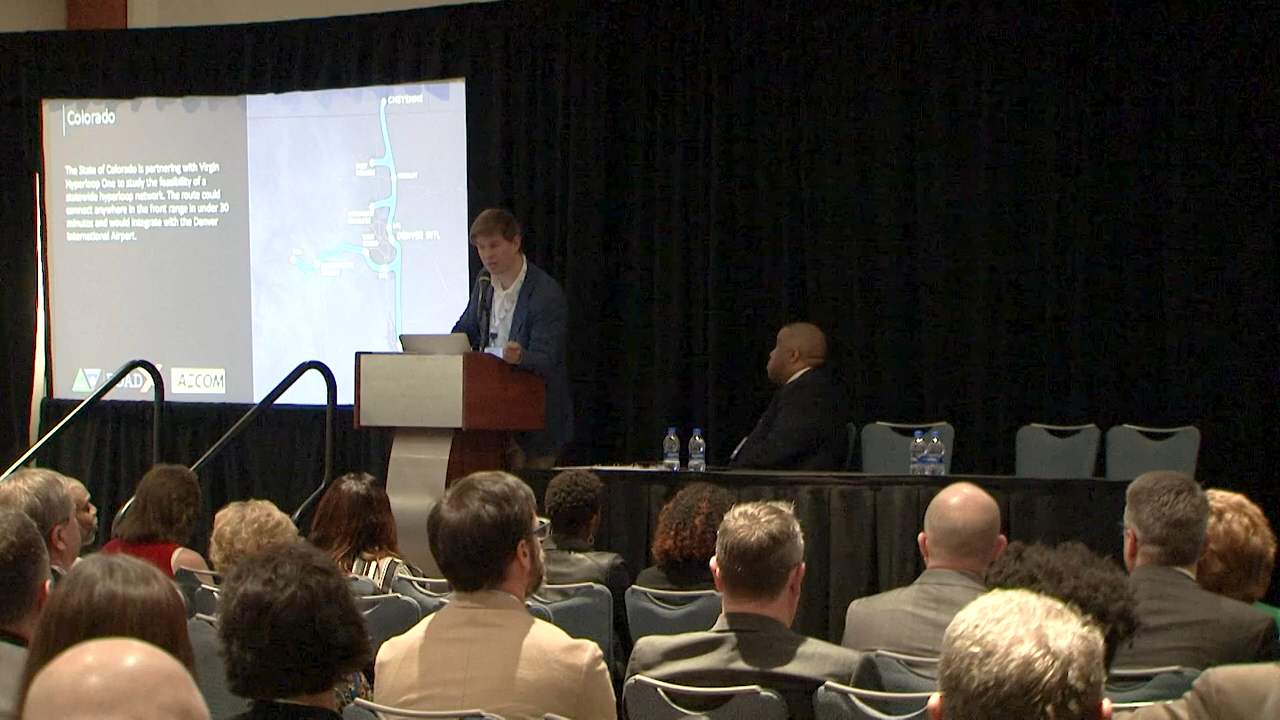 Colorado
The State of Colorado is partnering with Virgin
Hyperloop One to study the feasibility of a
statewide hyperloop network. The route could
connect anywhere in the front range in under 30
minutes and would integrate with the Denver
International Airport.
CHEYENNE
DENVER INTL
AECOM